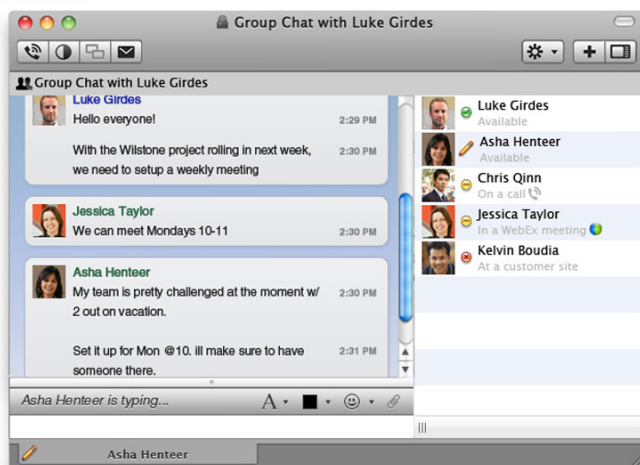 Group Chat with Luke Girdes
Group Chat with Luke Girdes
Luke Girdes
Hello everyone! 2:29 PM
With the Wilstone project rolling in next week, 2:30 PM
we need to setup a weekly meeting
Jessica Taylor
We can meet Mondays 10-11 2:30 PM
Asha Henteer
My team is pretty challenged at the moment w/ 2:30 PM
2 out on vacation.
Set it up for Mon @10. ill make sure to have 2:31 PM
someone there.
Asha Henteer is typing... A
Asha Henteer
Luke Girdes
Available
Asha Henteer
Available
Chris Qinn
On a call
Jessica Taylor
In a WebEx meeting
Kelvin Boudia
At a customer site